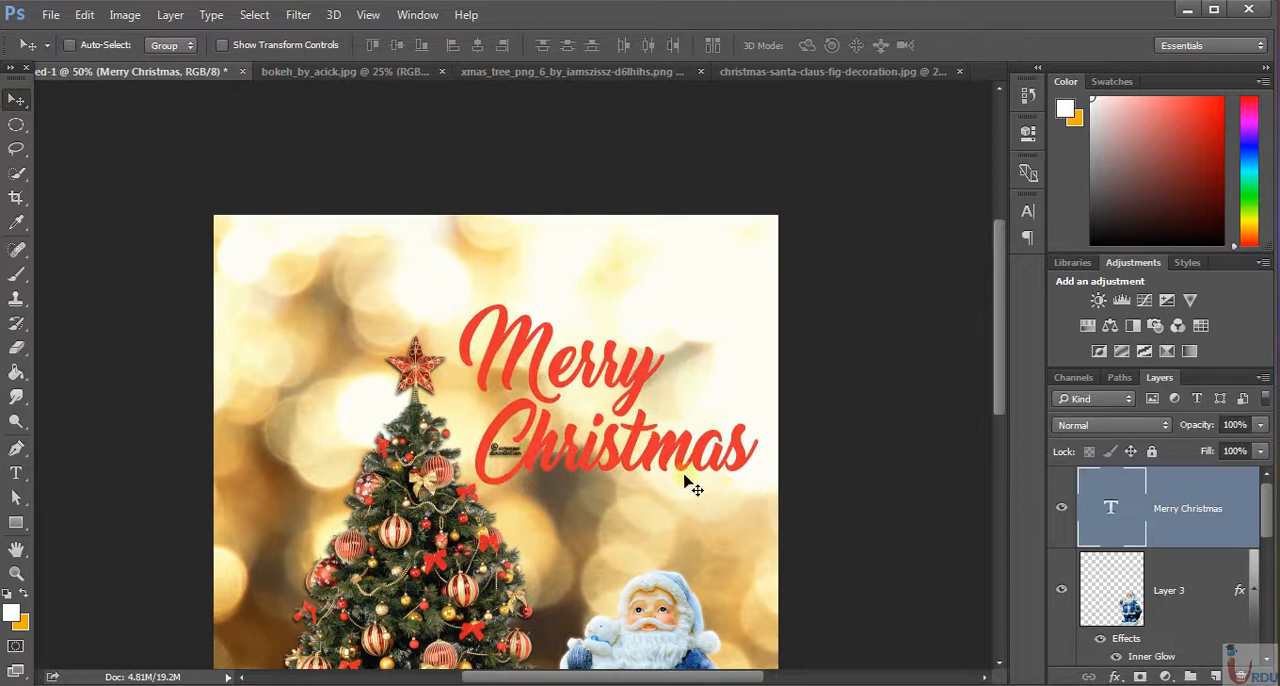 Ps File Edit Image Layer Type Select Filter 3D View Window Help
Auto-Select: Group Show Transform Controls 3D Mode: Essentials
ed-1 @ 50% (Merry Christmas, RGB/8) * bokeh_by_acick.jpg @ 25% (RGB... xmas_tree_png_6_by_iamszissz-d6lhihs.png ... christmas-santa-claus-fig-decoration.jpg @ 2...
Color Swatches
Libraries Adjustments Styles
Add an adjustment
Merry
Christmas
Channels Paths Layers
Kind
Normal Opacity: 100%
Lock: Fill: 100%
T Merry Christmas
Layer 3 fx
Effects
Inner Glow
Doc: 4.81M/19.2M
URDU